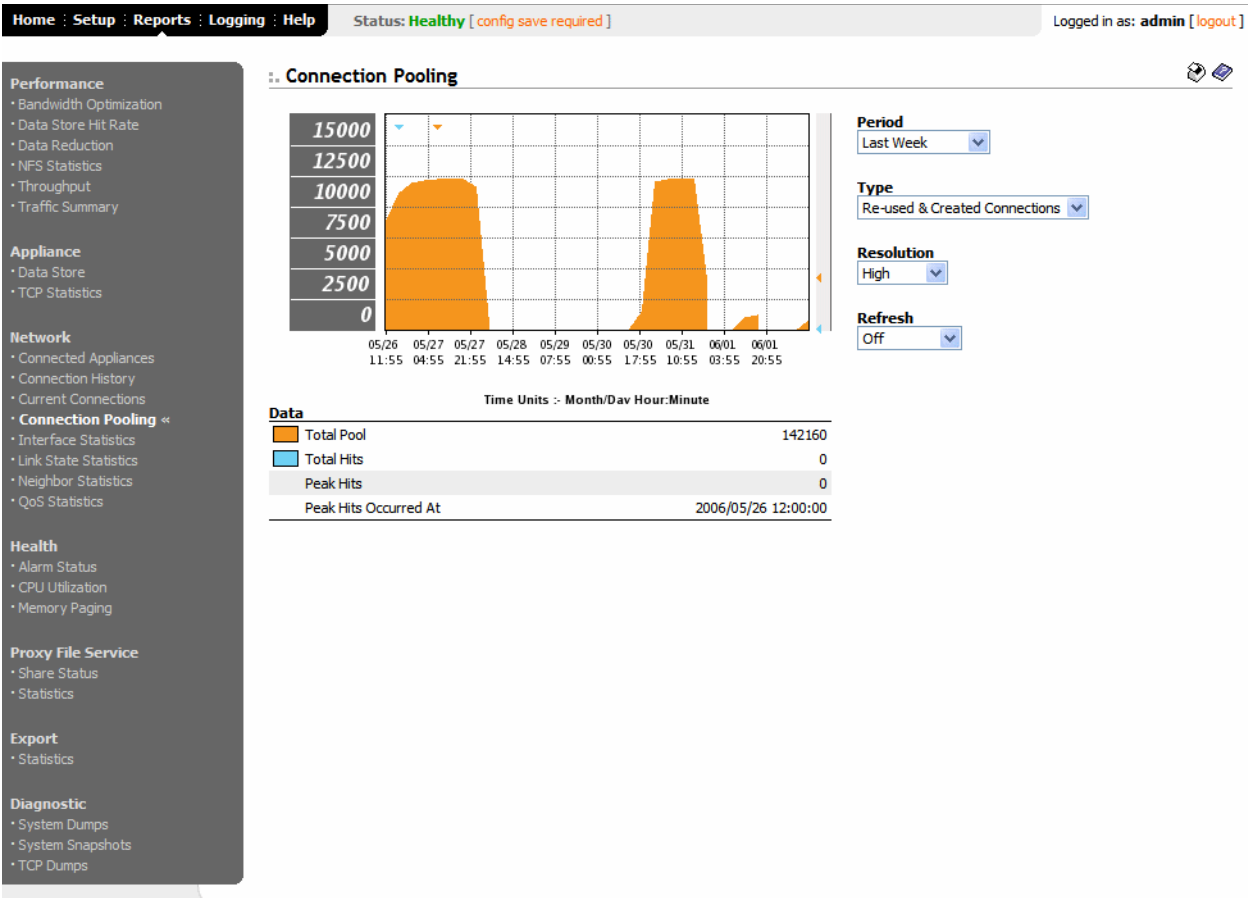 Home Setup Reports Logging Help Status: Healthy [ config save required ] Logged in as: admin [ logout ]
Performance
· Bandwidth Optimization
· Data Store Hit Rate
· Data Reduction
· NFS Statistics
· Throughput
· Traffic Summary
Appliance
· Data Store
· TCP Statistics
Network
· Connected Appliances
· Connection History
· Current Connections
· Connection Pooling «
· Interface Statistics
· Link State Statistics
· Neighbor Statistics
· QoS Statistics
Health
· Alarm Status
· CPU Utilization
· Memory Paging
Proxy File Service
· Share Status
· Statistics
Export
· Statistics
Diagnostic
· System Dumps
· System Snapshots
· TCP Dumps
:. Connection Pooling
15000
12500
10000
7500
5000
2500
0
05/26 05/27 05/27 05/28 05/29 05/30 05/30 05/31 06/01 06/01
11:55 04:55 21:55 14:55 07:55 00:55 17:55 10:55 03:55 20:55
Time Units :- Month/Day Hour:Minute
Period
Last Week
Type
Re-used & Created Connections
Resolution
High
Refresh
Off
Data
Total Pool 142160
Total Hits 0
Peak Hits 0
Peak Hits Occurred At 2006/05/26 12:00:00